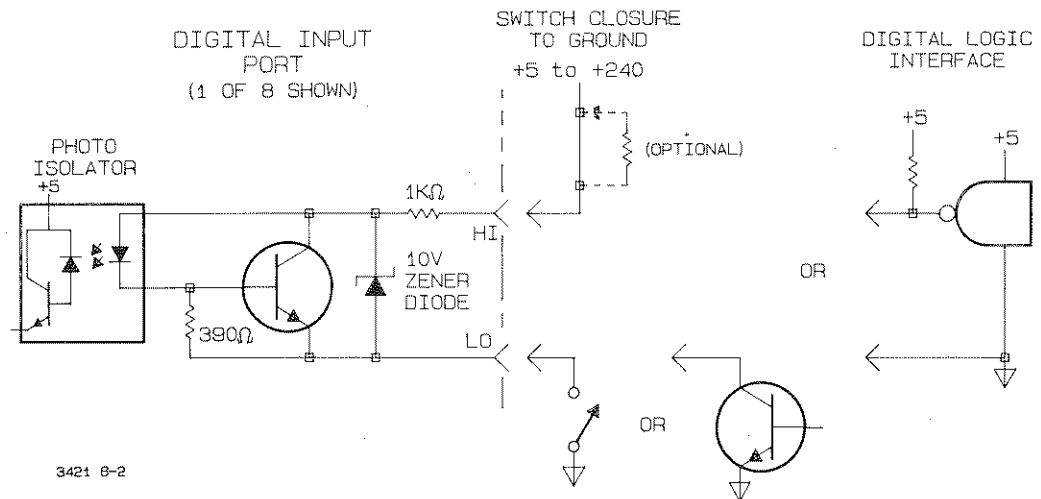 DIGITAL INPUT
PORT
(1 OF 8 SHOWN)
SWITCH CLOSURE
TO GROUND
+5 to +240
DIGITAL LOGIC
INTERFACE
+5
+5
PHOTO
ISOLATOR
+5
(OPTIONAL)
1KΩ
HI
10V
ZENER
DIODE
OR
390Ω
LO
OR
3421 6-2